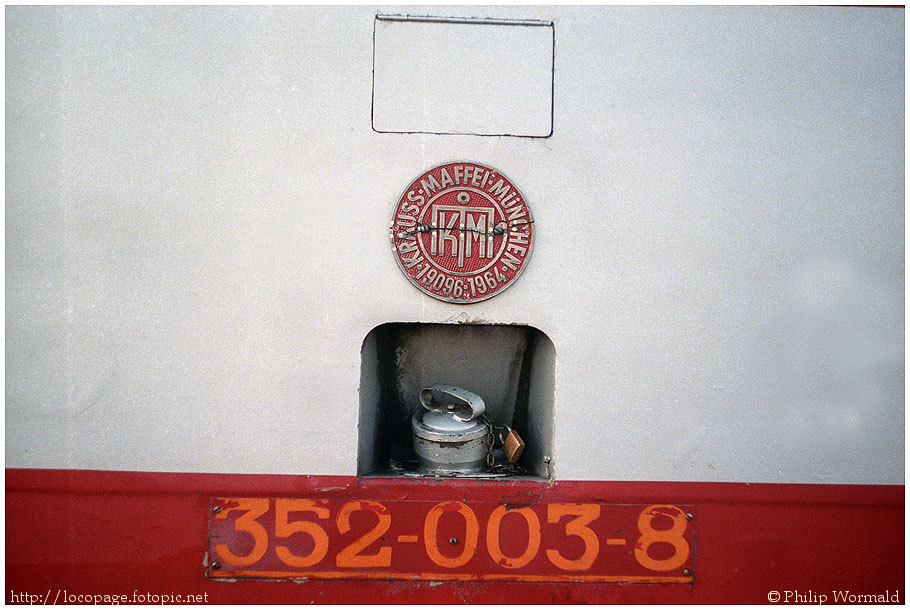 KRAUSS-MAFFEI-MÜNCHEN
KM
19096·1964
352-003-8
http://locopage.fotopic.net
© Philip Wormald